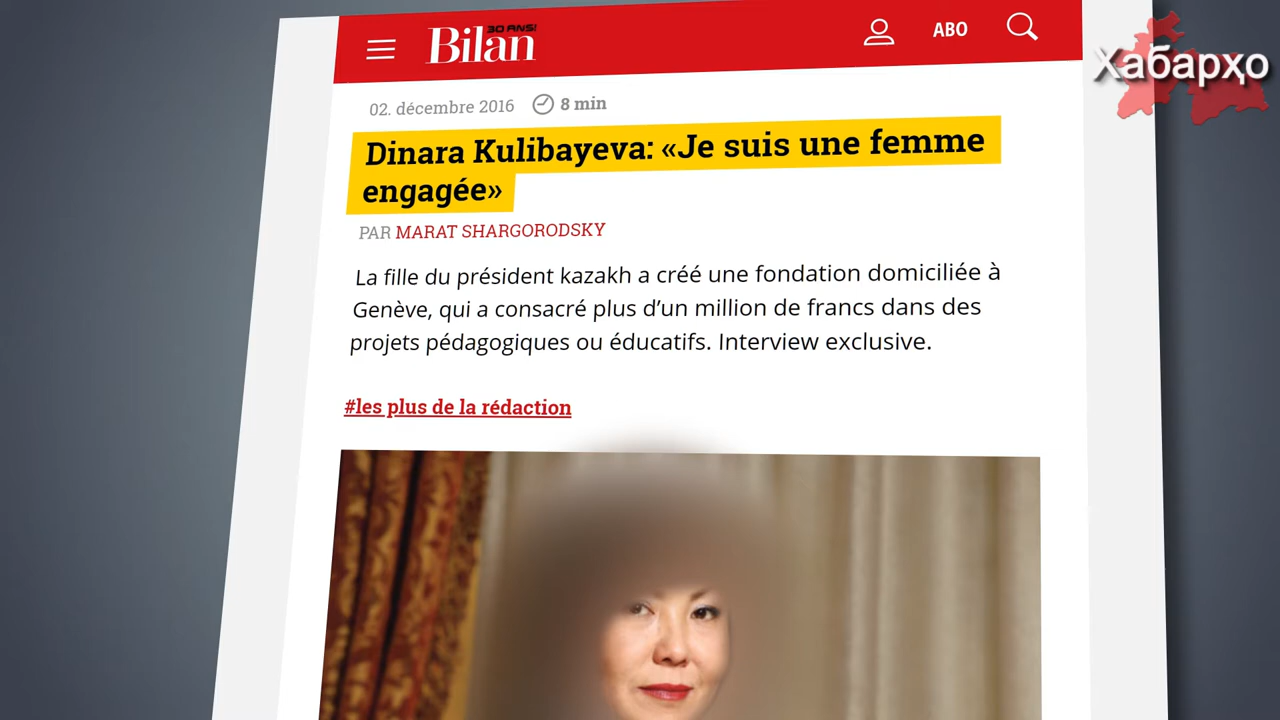 30 ANS!
Bilan
ABO
Хабарҳо
02. décembre 2016 8 min
Dinara Kulibayeva: «Je suis une femme
engagée»
PAR MARAT SHARGORODSKY
La fille du président kazakh a créé une fondation domiciliée à
Genève, qui a consacré plus d’un million de francs dans des
projets pédagogiques ou éducatifs. Interview exclusive.
#les plus de la rédaction